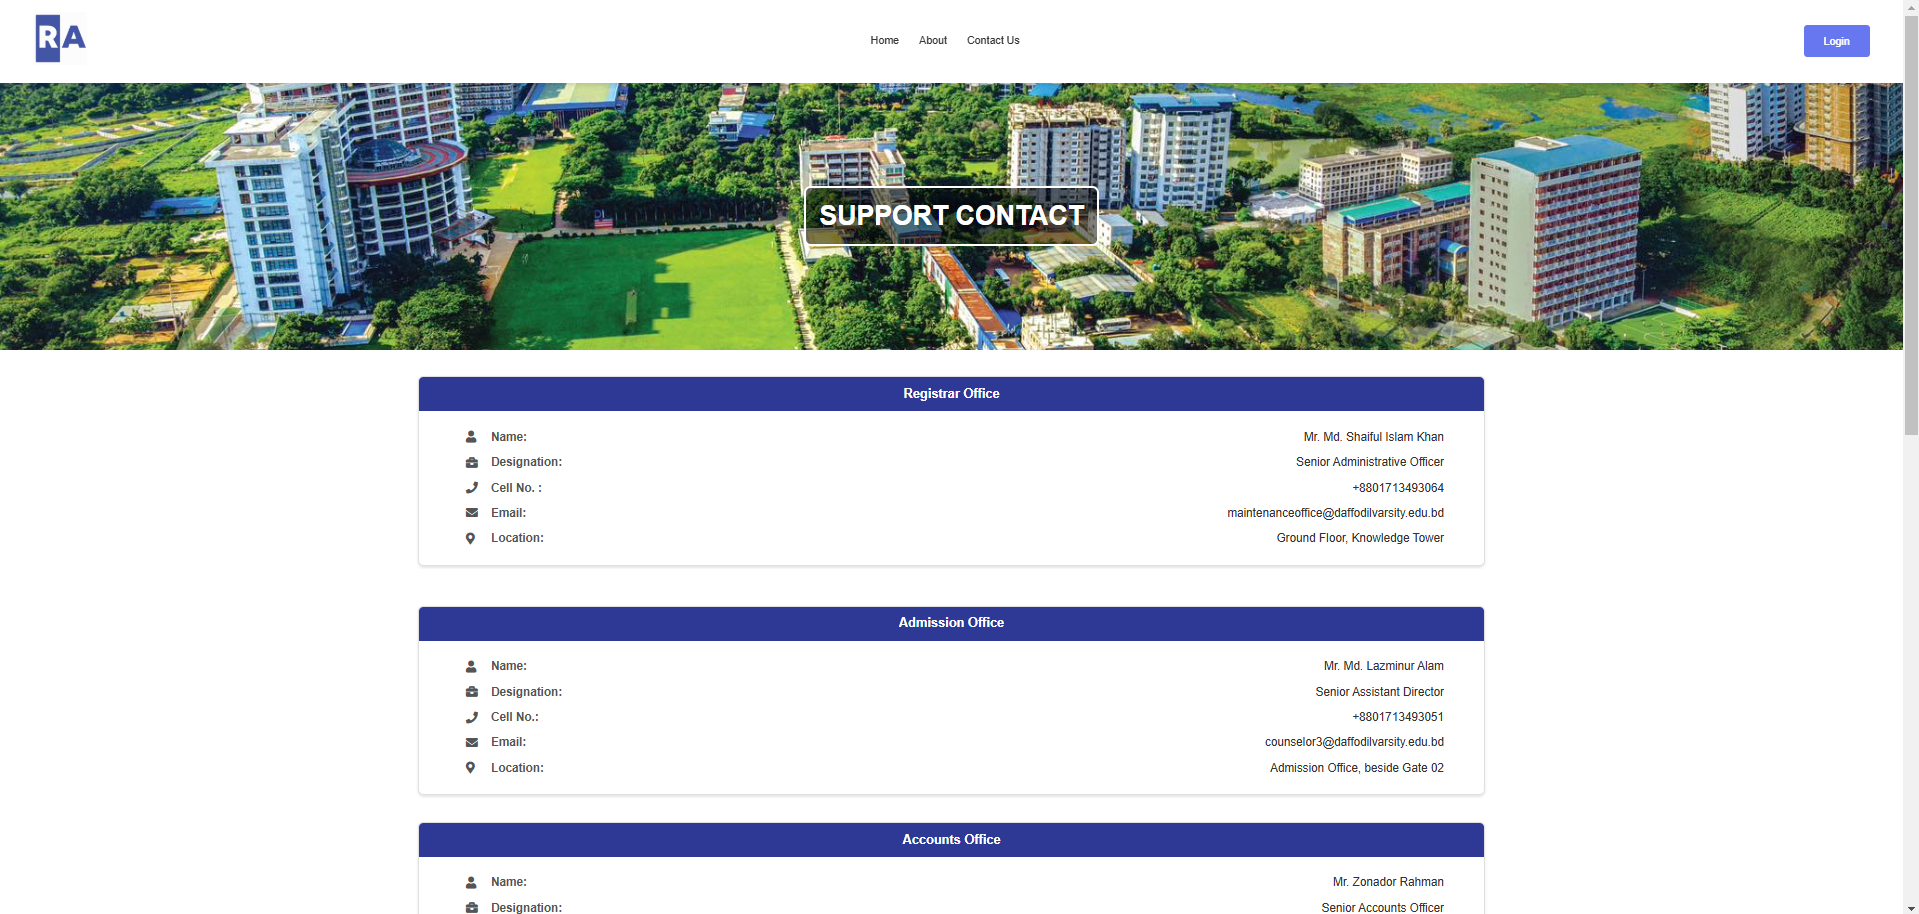 RA
Home About Contact Us
Login
SUPPORT CONTACT
Registrar Office
Name: Mr. Md. Shaiful Islam Khan
Designation: Senior Administrative Officer
Cell No. : +8801713493064
Email: maintenanceoffice@daffodilvarsity.edu.bd
Location: Ground Floor, Knowledge Tower
Admission Office
Name: Mr. Md. Lazminur Alam
Designation: Senior Assistant Director
Cell No.: +8801713493051
Email: counselor3@daffodilvarsity.edu.bd
Location: Admission Office, beside Gate 02
Accounts Office
Name: Mr. Zonador Rahman
Designation: Senior Accounts Officer